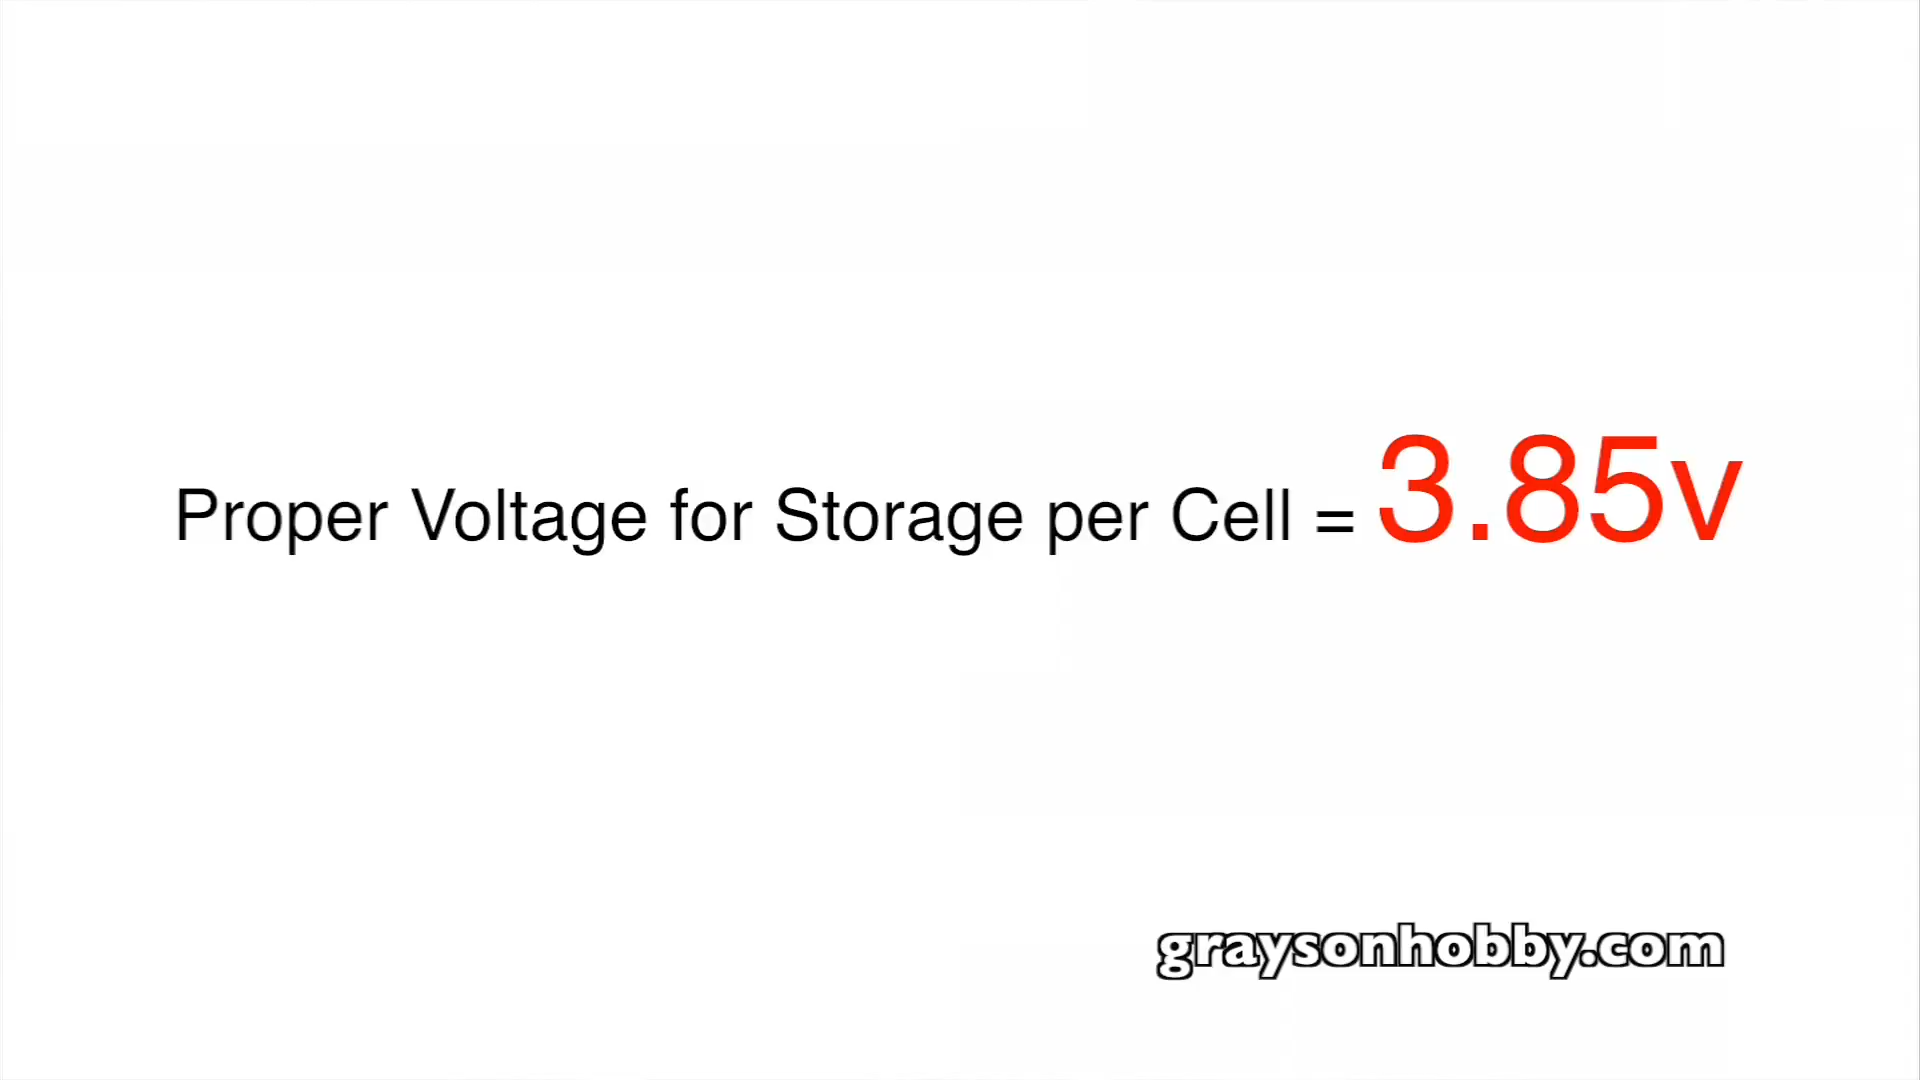 Proper Voltage for Storage per Cell = 3.85v
graysonhobby.com